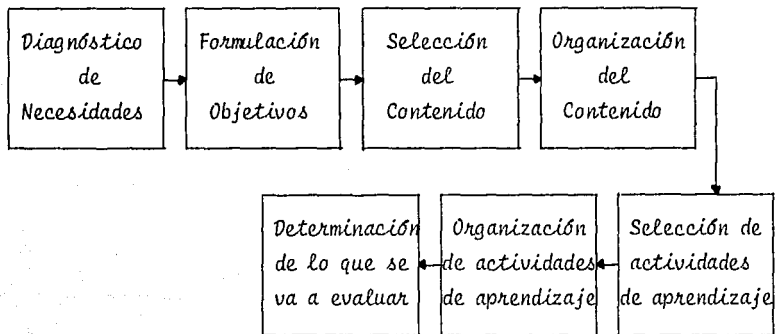 Diagnóstico
de
Necesidades
Formulación
de
Objetivos
Selección
del
Contenido
Organización
del
Contenido
Selección de
actividades
de aprendizaje
Organización
de actividades
de aprendizaje
Determinación
de lo que se
va a evaluar